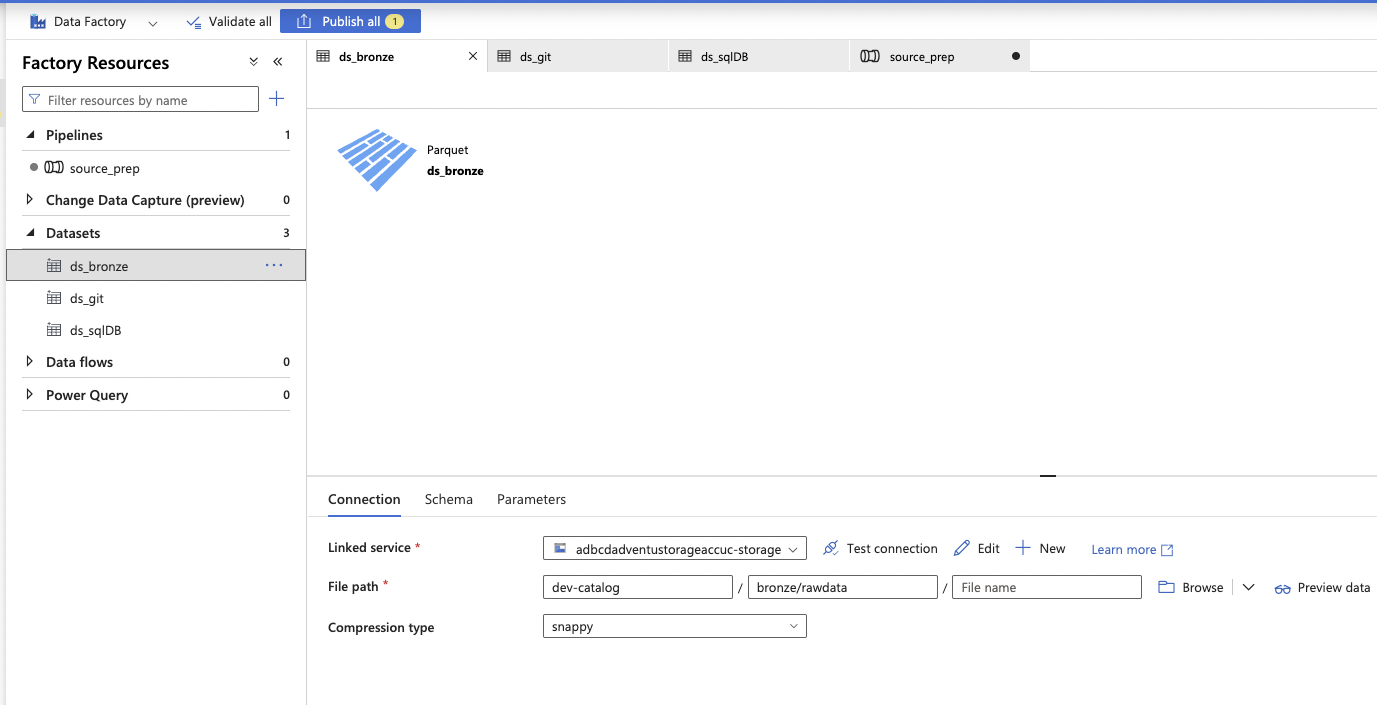 Data Factory Validate all Publish all 1
Factory Resources
Filter resources by name
Pipelines 1
source_prep
Change Data Capture (preview) 0
Datasets 3
ds_bronze ...
ds_git
ds_sqlDB
Data flows 0
Power Query 0
ds_bronze ds_git ds_sqlDB source_prep
Parquet
ds_bronze
Connection Schema Parameters
Linked service * adbcdadventustorageaccuc-storage Test connection Edit New Learn more
File path * dev-catalog / bronze/rawdata / File name Browse Preview data
Compression type snappy